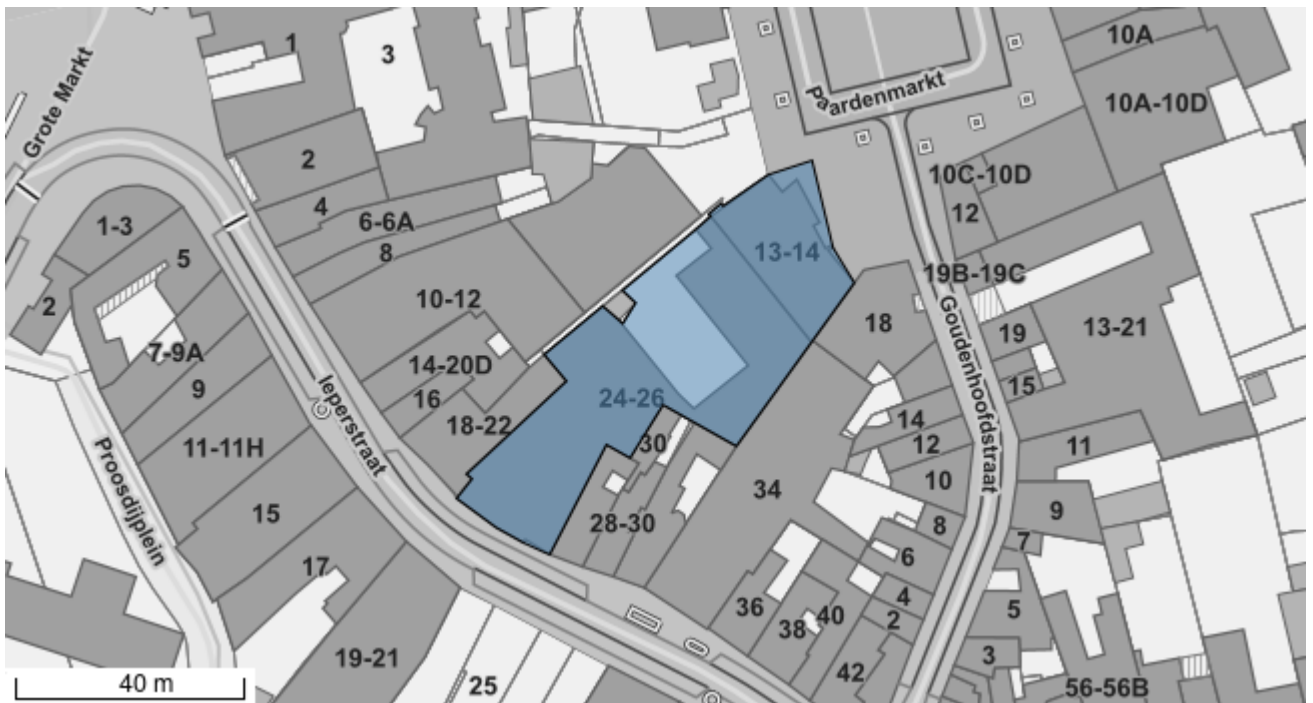 1
3
10A
Grote Markt
Paardenmarkt
10A-10D
2
10C-10D
4
12
6-6A
1-3
8
13-14
5
19B-19C
2
10-12
Goudenhoofdstraat
18
19
13-21
7-9A
14-20D
15
9
16
24-26
Ieperstraat
18-22
14
11-11H
30
12
11
Proosdijplein
34
10
15
28-30
8
9
7
6
17
36
4
5
38
40
2
3
19-21
42
40 m
25
56-56B